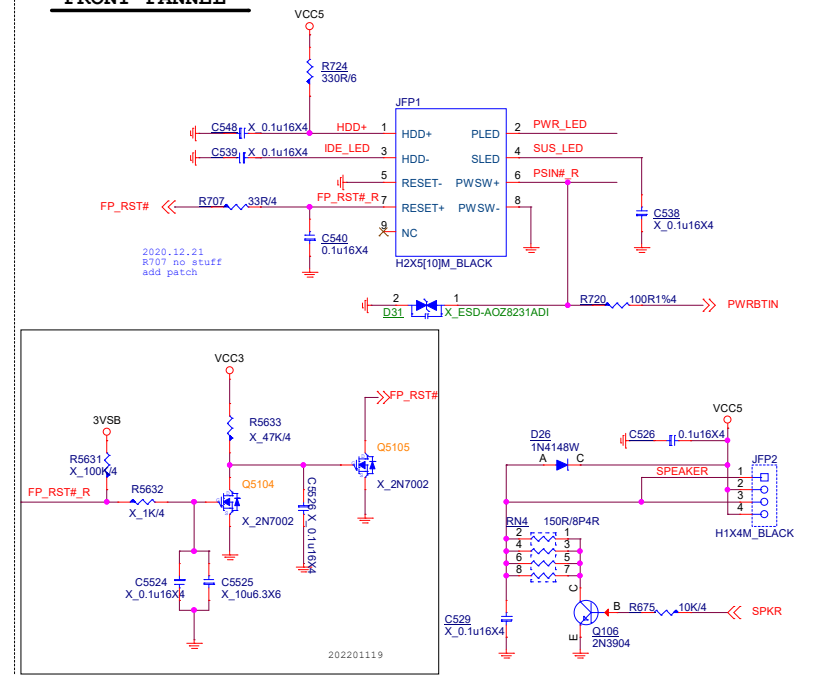 FRONT PANNEL
VCC5
R724
330R/6
JFP1
C548
X_0.1u16X4
HDD+
1
HDD+
PLED
2
PWR_LED
C539
X_0.1u16X4
IDE_LED
3
HDD-
SLED
4
SUS_LED
5
RESET-
PWSW+
6
PSIN#_R
FP_RST#
R707
33R/4
FP_RST#_R
7
RESET+
PWSW-
8
C538
X_0.1u16X4
9
NC
C540
0.1u16X4
H2X5[10]M_BLACK
2020.12.21
R707 no stuff
add patch
2
1
D31
X_ESD-AOZ8231ADI
R720
100R1%4
PWRBTIN
VCC3
FP_RST#
3VSB
R5633
X_47K/4
R5631
X_100K/4
Q5105
Q5104
X_2N7002
FP_RST#_R
R5632
X_1K/4
X_2N7002
C5526 X_0.1u16X4
C5524
X_0.1u16X4
C5525
X_10u6.3X6
202201119
VCC5
D26
1N4148W
C526
0.1u16X4
A
C
JFP2
SPEAKER
1
2
3
4
H1X4M_BLACK
RN4
150R/8P4R
2
1
4
3
6
5
8
7
C
C529
X_0.1u16X4
B
R675
10K/4
SPKR
E
Q106
2N3904